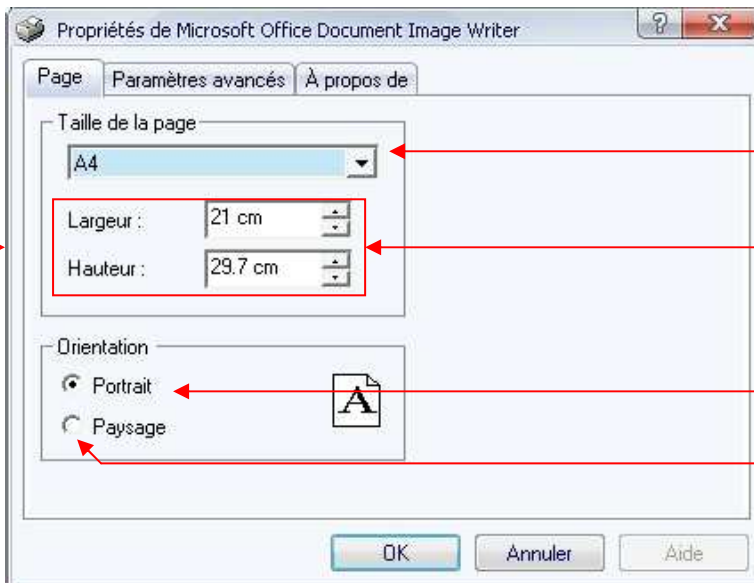 Propriétés de Microsoft Office Document Image Writer
Page Paramètres avancés À propos de
Taille de la page
A4
Largeur : 21 cm
Hauteur : 29.7 cm
Orientation
Portrait
A
Paysage
OK Annuler Aide